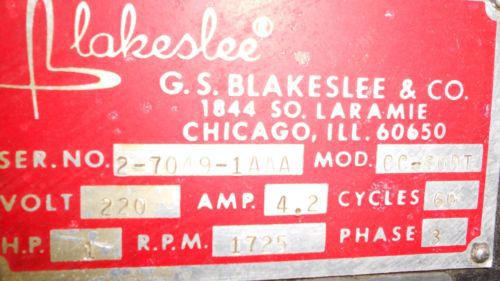 Blakeslee®
G. S. BLAKESLEE & CO.
1844 SO. LARAMIE
CHICAGO, ILL. 60650
SER. NO. 2-7049-1AAA MOD.
VOLT 220 AMP. 4.2 CYCLES 60
H.P. 1 R.P.M. 1725 PHASE 3